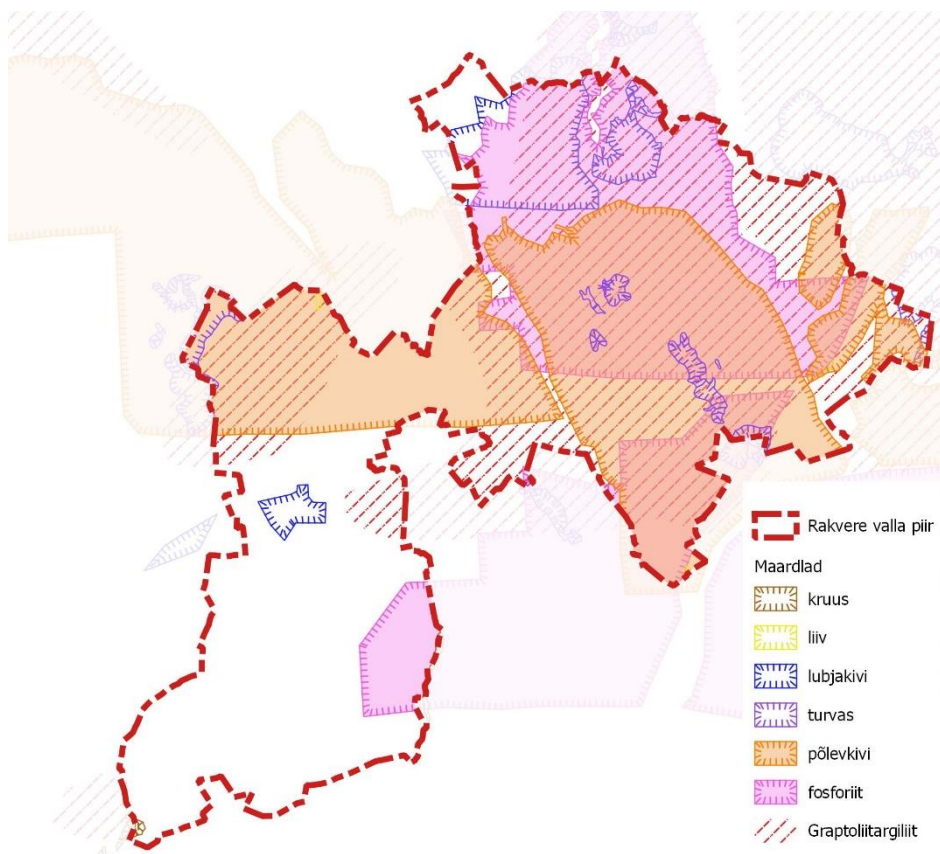 Rakvere valla piir
Maardlad
kruus
liiv
lubjakivi
turvas
põlevkivi
fosforiit
Graptoliitargiliit